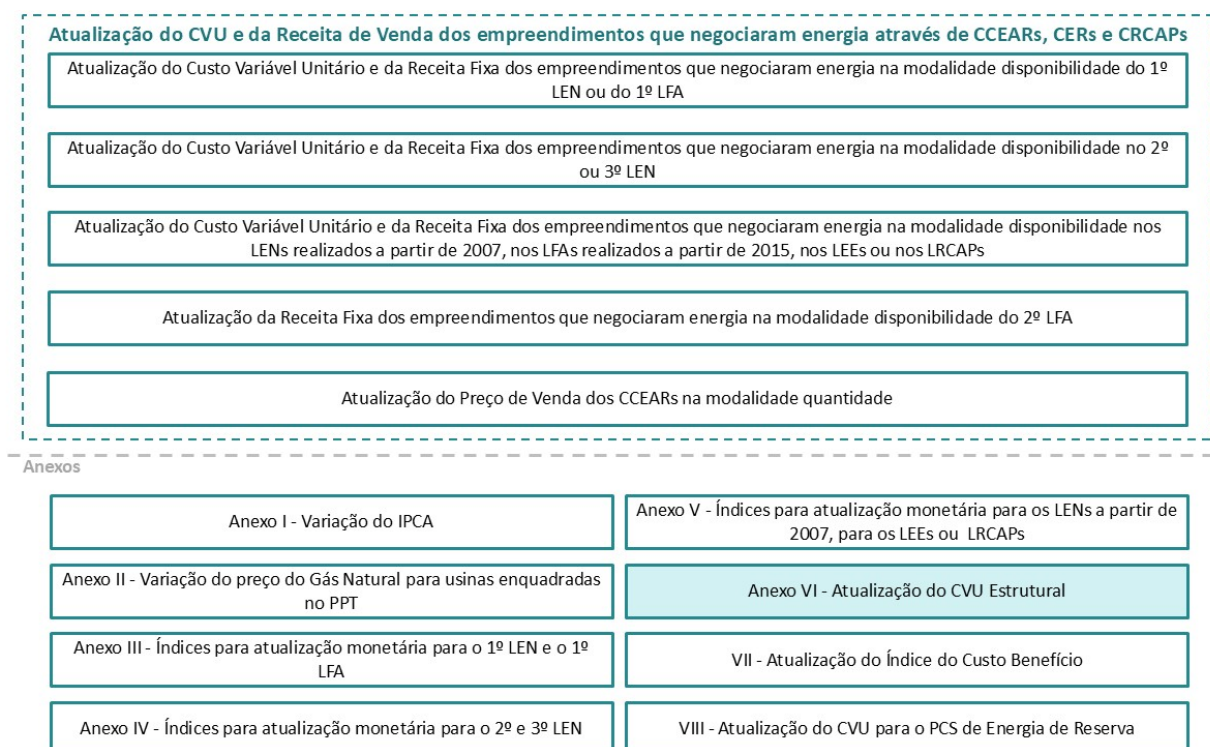 Atualização do CVU e da Receita de Venda dos empreendimentos que negociaram energia através de CCEARs, CERs e CRCAPs
Atualização do Custo Variável Unitário e da Receita Fixa dos empreendimentos que negociaram energia na modalidade disponibilidade do 1º
LEN ou do 1º LFA
Atualização do Custo Variável Unitário e da Receita Fixa dos empreendimentos que negociaram energia na modalidade disponibilidade no 2º
ou 3º LEN
Atualização do Custo Variável Unitário e da Receita Fixa dos empreendimentos que negociaram energia na modalidade disponibilidade nos
LENs realizados a partir de 2007, nos LFAs realizados a partir de 2015, nos LEEs ou nos LRCAPs
Atualização da Receita Fixa dos empreendimentos que negociaram energia na modalidade disponibilidade do 2º LFA
Atualização do Preço de Venda dos CCEARs na modalidade quantidade
Anexos
Anexo I - Variação do IPCA
Anexo II - Variação do preço do Gás Natural para usinas enquadradas
no PPT
Anexo III - Índices para atualização monetária para o 1º LEN e o 1º
LFA
Anexo IV - Índices para atualização monetária para o 2º e 3º LEN
Anexo V - Índices para atualização monetária para os LENs a partir de
2007, para os LEEs ou LRCAPs
Anexo VI - Atualização do CVU Estrutural
VII - Atualização do Índice do Custo Benefício
VIII - Atualização do CVU para o PCS de Energia de Reserva